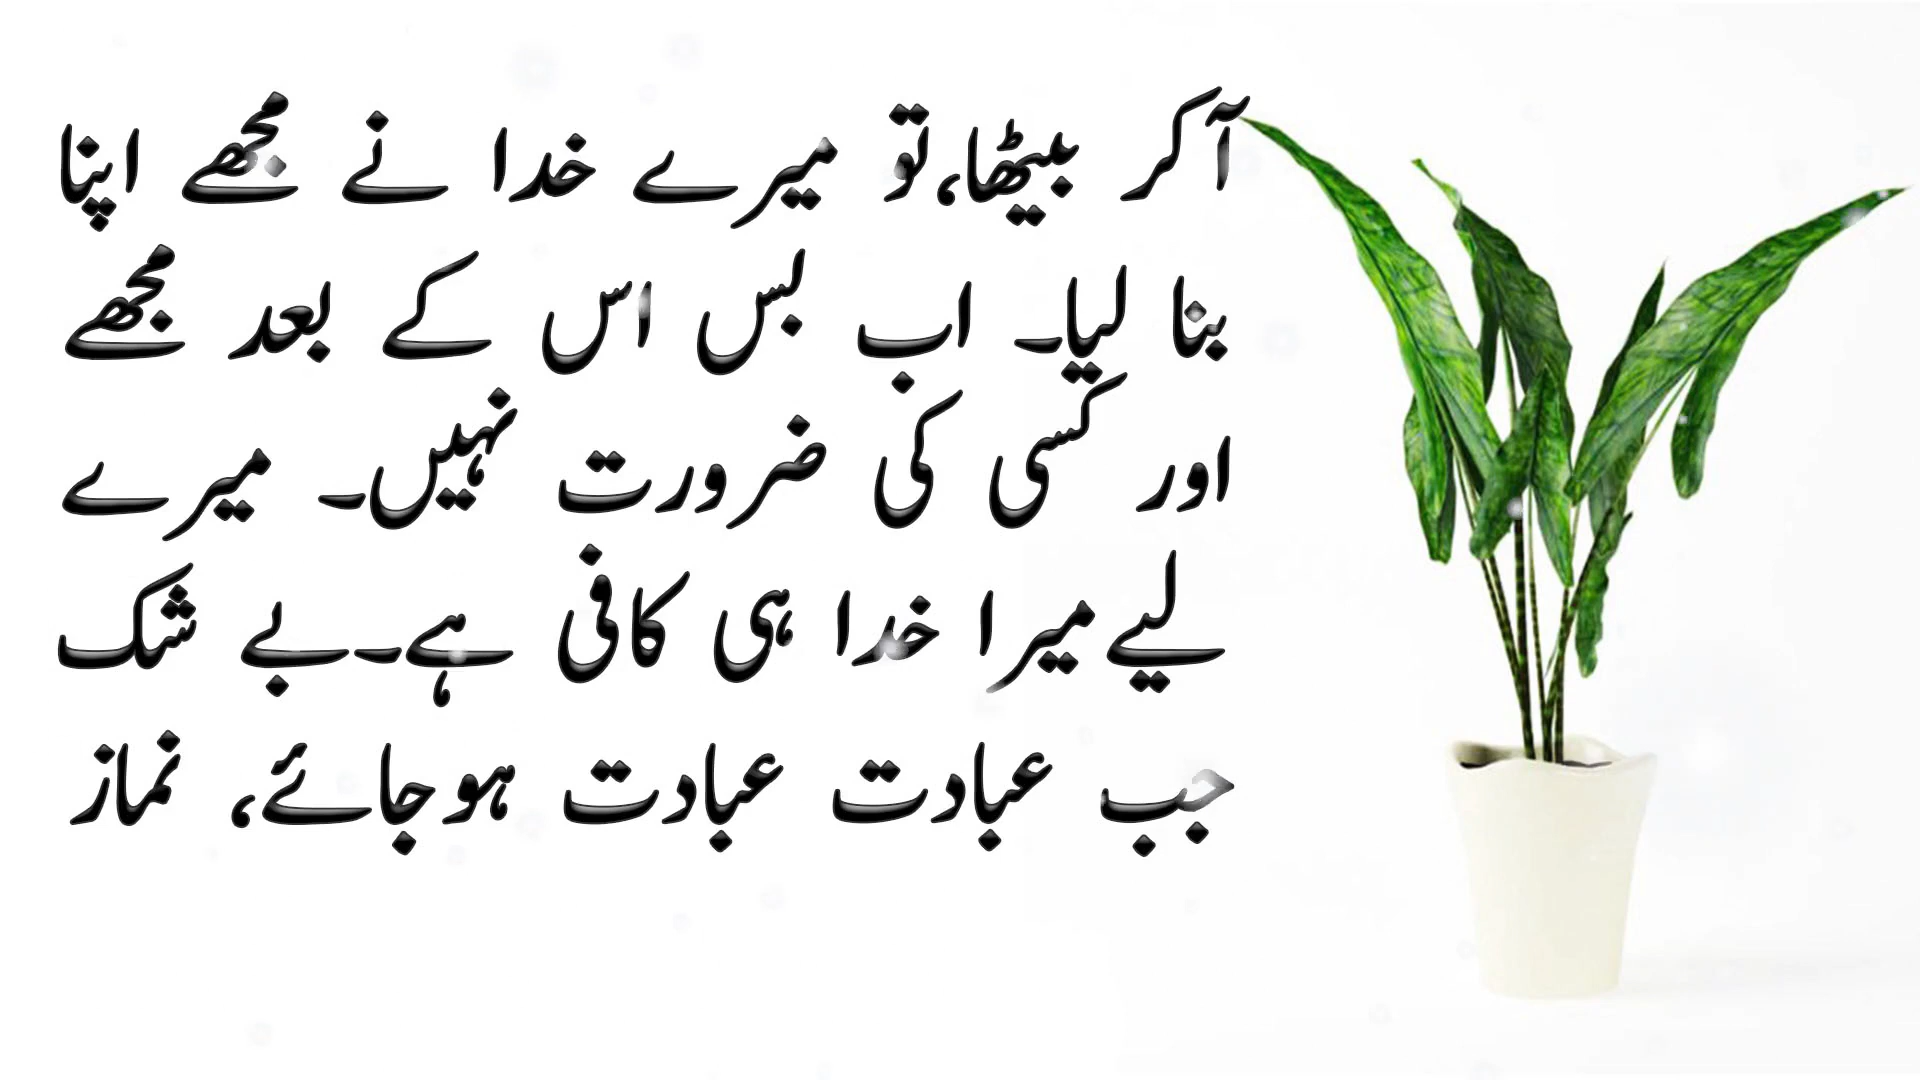 آکر بیٹھا،تو میرے خدا نے مجھے اپنا
بنا لیا۔ اب بس اس کے بعد مجھے
اور کسی کی ضرورت نہیں۔ میرے
لیے میرا خدا ہی کافی ہے۔بے شک
جب عبادت عبادت ہوجائے، نماز